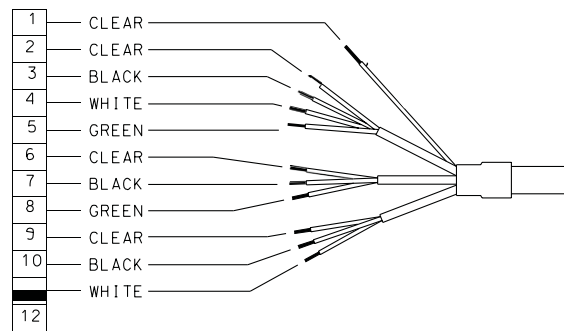 1 CLEAR
2 CLEAR
3 BLACK
4 WHITE
5 GREEN
6 CLEAR
7 BLACK
8 GREEN
9 CLEAR
10 BLACK
WHITE
12